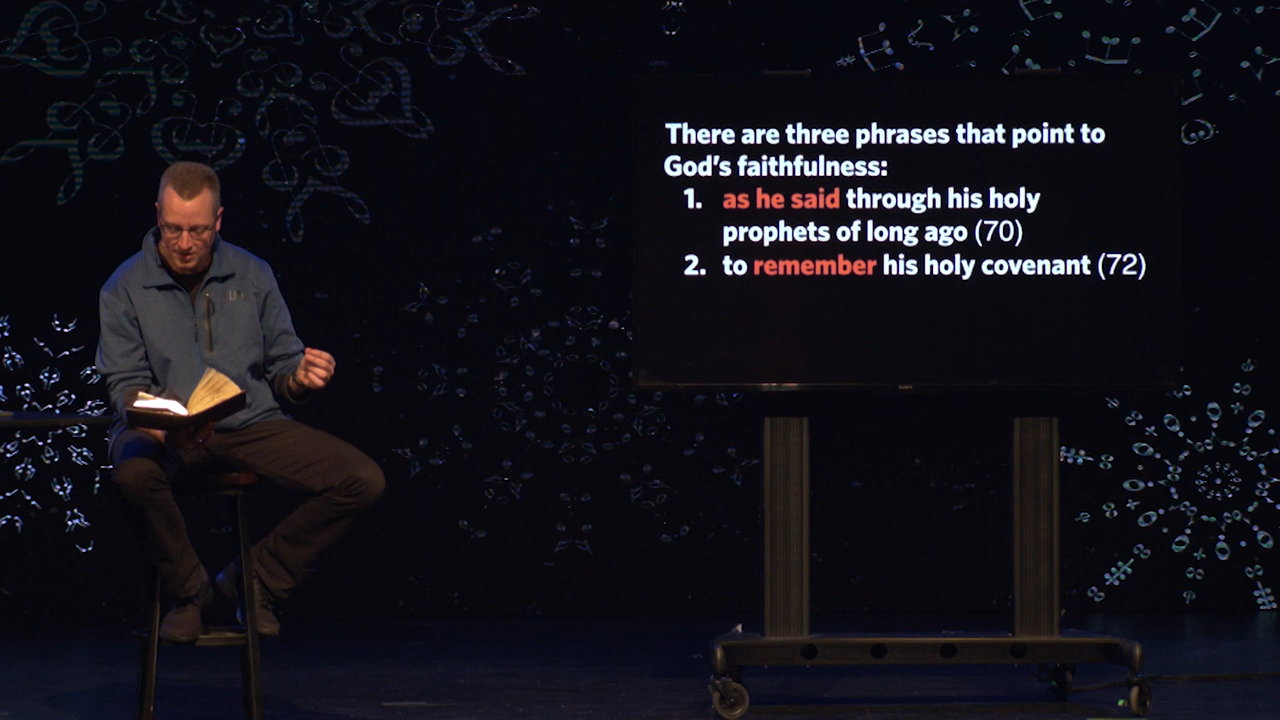 There are three phrases that point to
God's faithfulness:
1. as he said through his holy
prophets of long ago (70)
2. to remember his holy covenant (72)